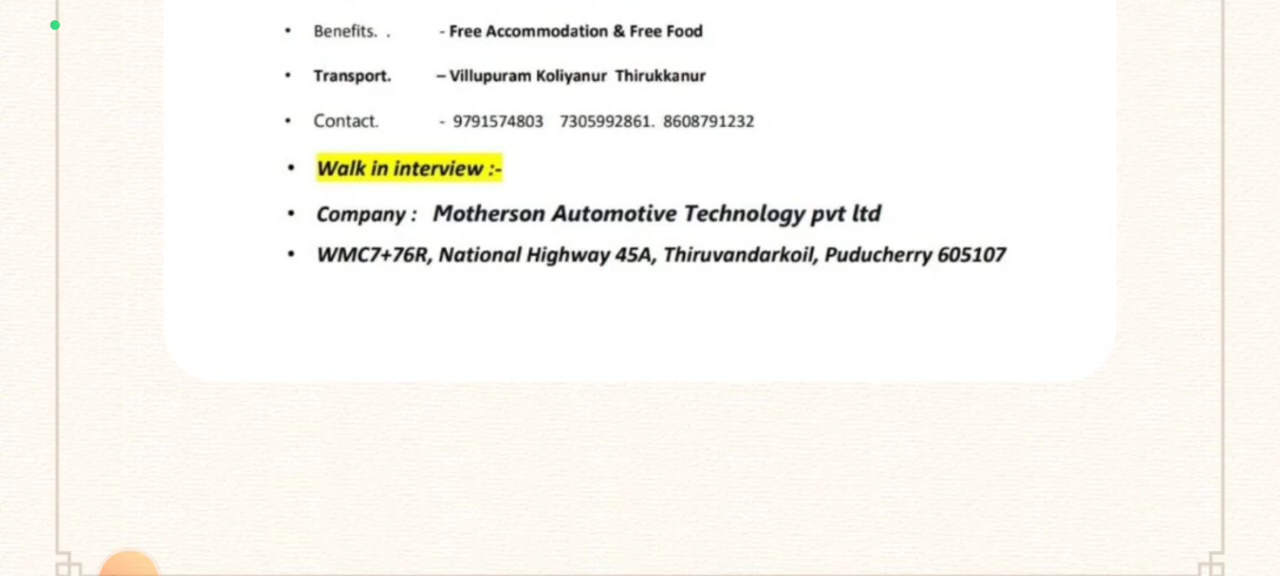 • Benefits. . - Free Accommodation & Free Food
• Transport. – Villupuram Koliyanur Thirukkanur
• Contact. - 9791574803 7305992861. 8608791232
• Walk in interview :-
• Company : Motherson Automotive Technology pvt ltd
• WMC7+76R, National Highway 45A, Thiruvandarkoil, Puducherry 605107